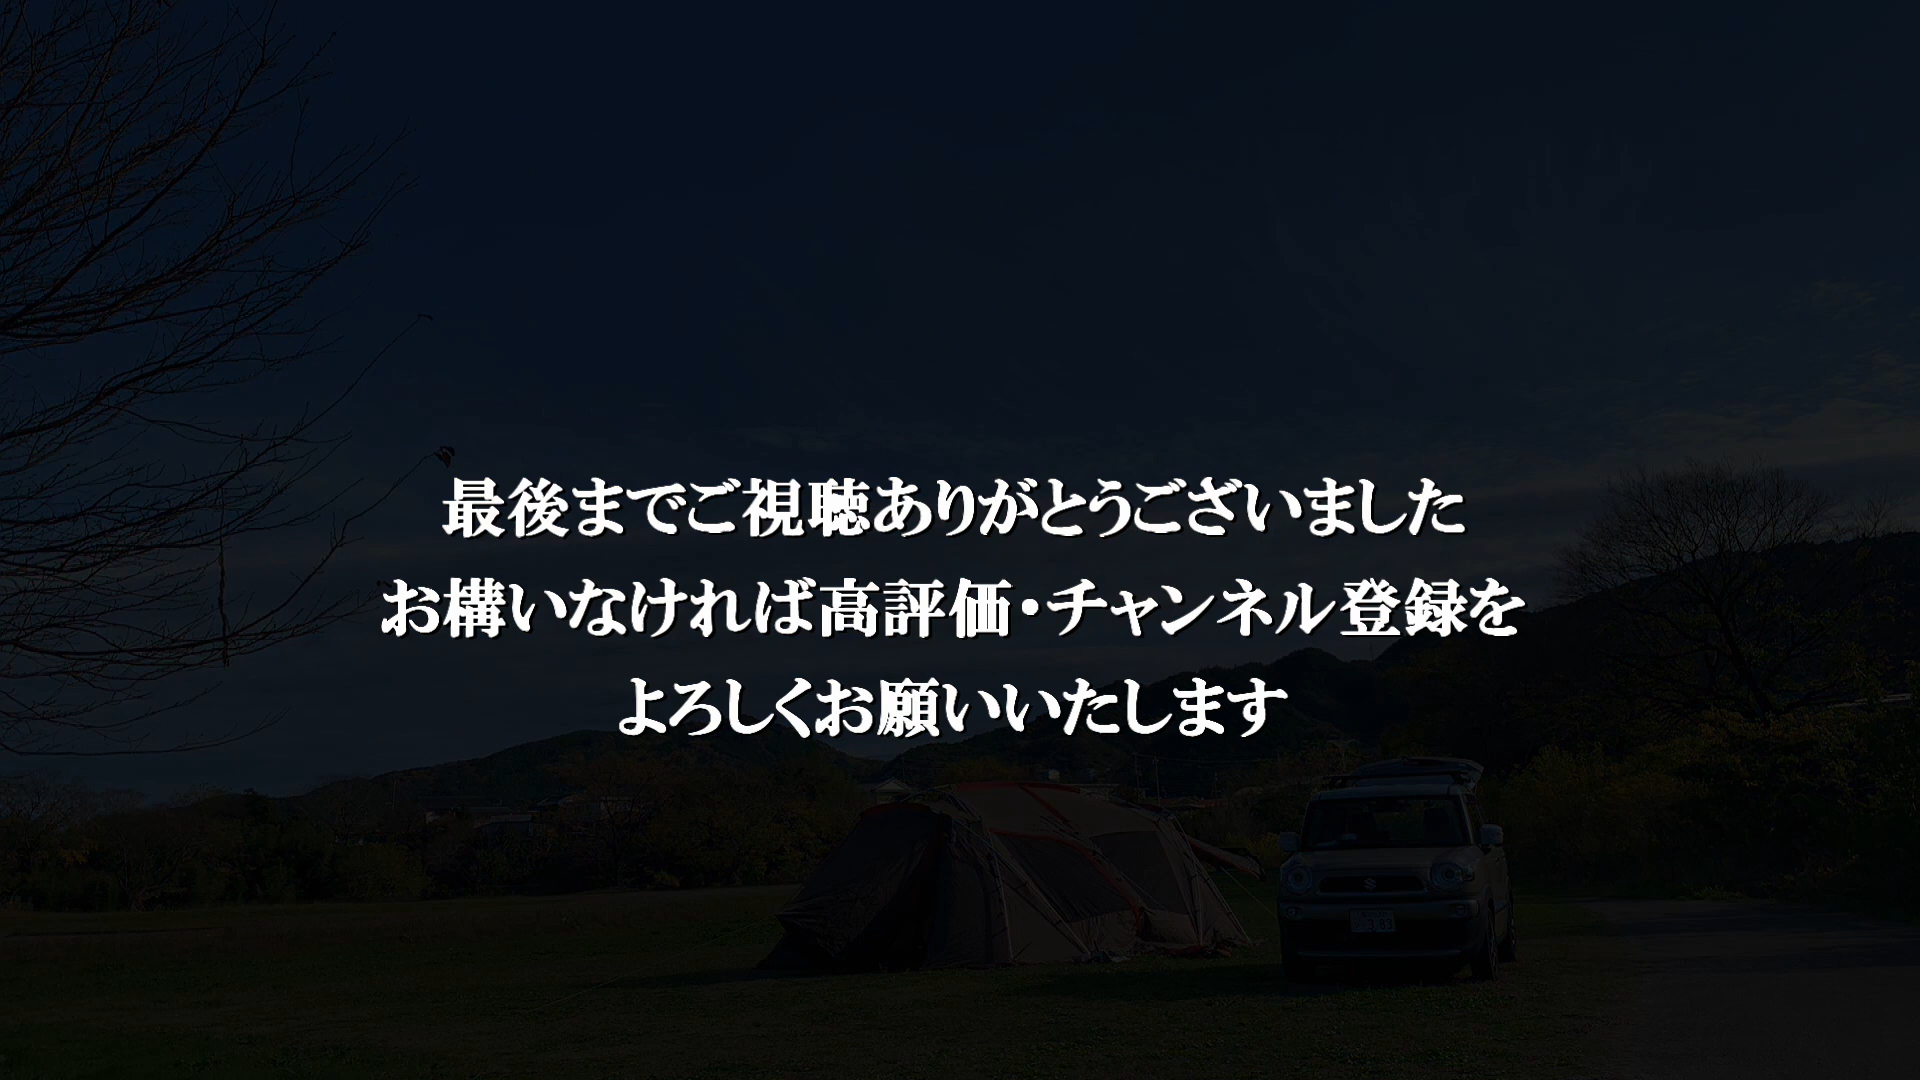 最後までご視聴ありがとうございました
お構いなければ高評価・チャンネル登録を
よろしくお願いいたします